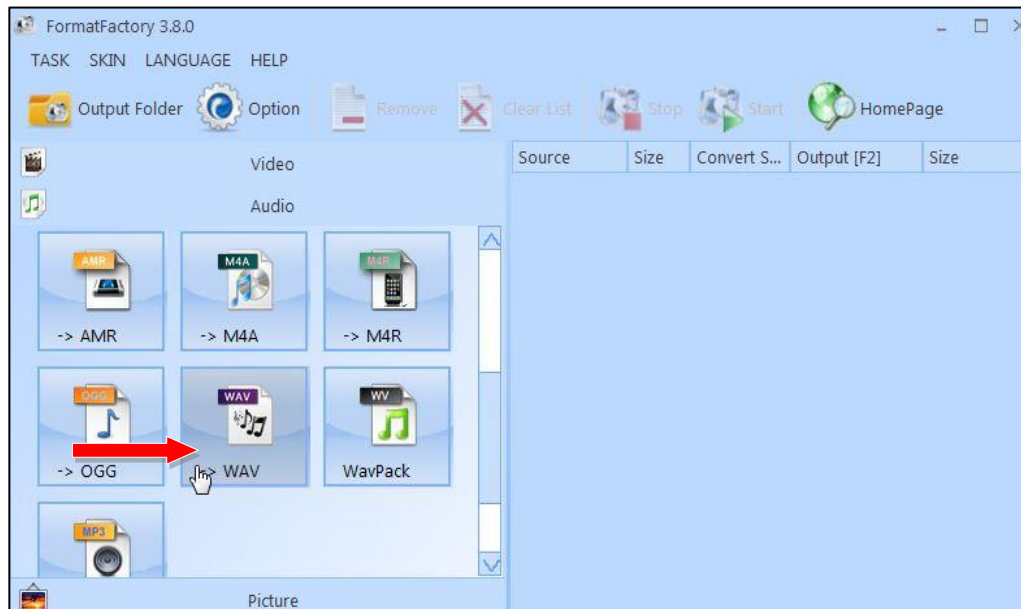 FormatFactory 3.8.0
TASK SKIN LANGUAGE HELP
Output Folder Option Remove Clear List Stop Start HomePage
Video
Audio
Source Size Convert S... Output [F2] Size
AMR M4A M4R
-> AMR -> M4A -> M4R
OGG WAV WV
-> OGG -> WAV WavPack
MP3
Picture